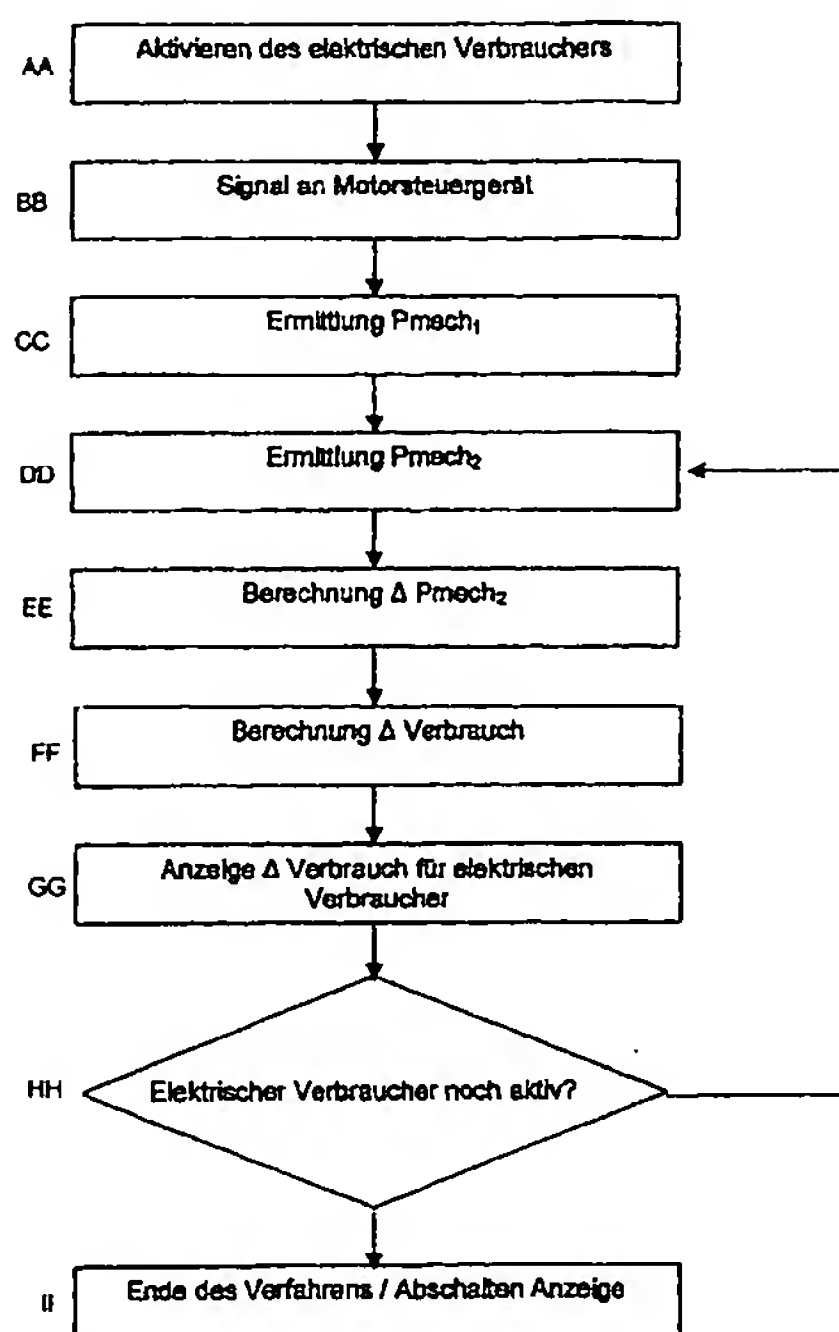 AA
Aktivieren des elektrischen Verbrauchers
BB
Signal an Motorsteuergerät
CC
Ermittlung Pmech₁
DD
Ermittlung Pmech₂
EE
Berechnung Δ Pmech₂
FF
Berechnung Δ Verbrauch
GG
Anzeige Δ Verbrauch für elektrischen
Verbraucher
HH
Elektrischer Verbraucher noch aktiv?
II
Ende des Verfahrens / Abschalten Anzeige